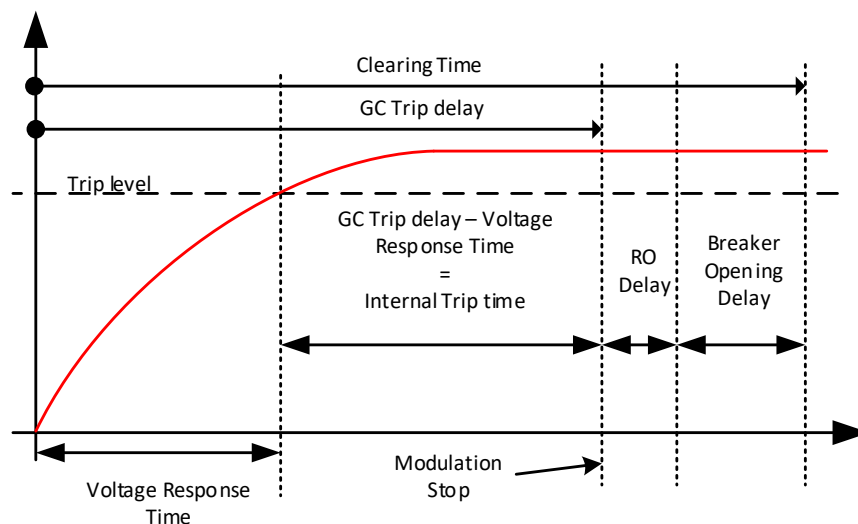 Clearing Time
GC Trip delay
Trip level
GC Trip delay – Voltage
Response Time
=
Internal Trip time
RO
Delay
Breaker
Opening
Delay
Voltage Response
Time
Modulation
Stop